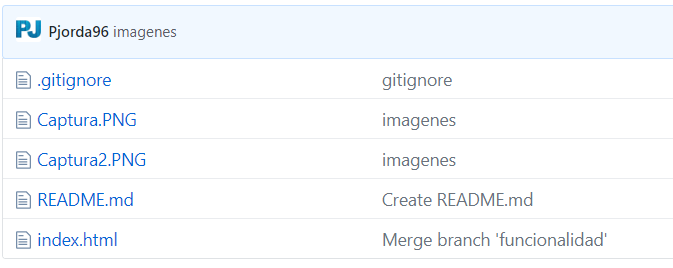 PJ Pjorda96 imagenes
.gitignore gitignore
Captura.PNG imagenes
Captura2.PNG imagenes
README.md Create README.md
index.html Merge branch 'funcionalidad'